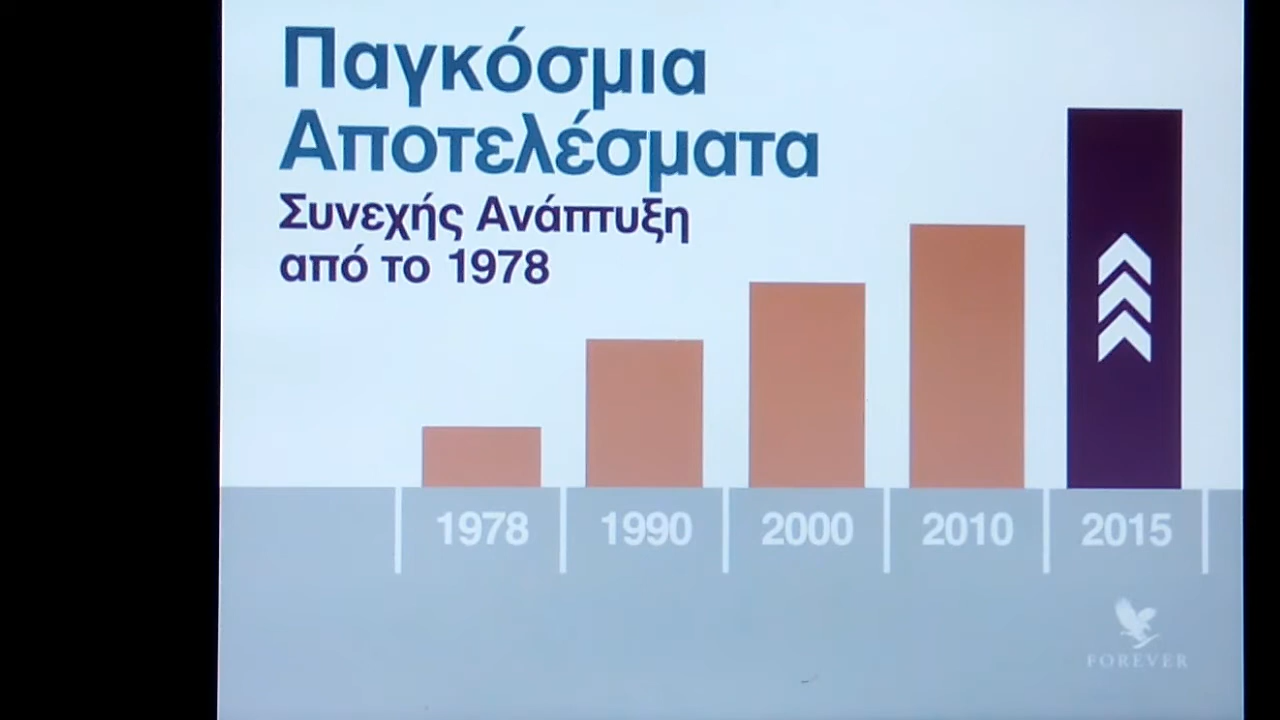 Παγκόσμια
Αποτελέσματα
Συνεχής Ανάπτυξη
από το 1978
1978
1990
2000
2010
2015
FOREVER